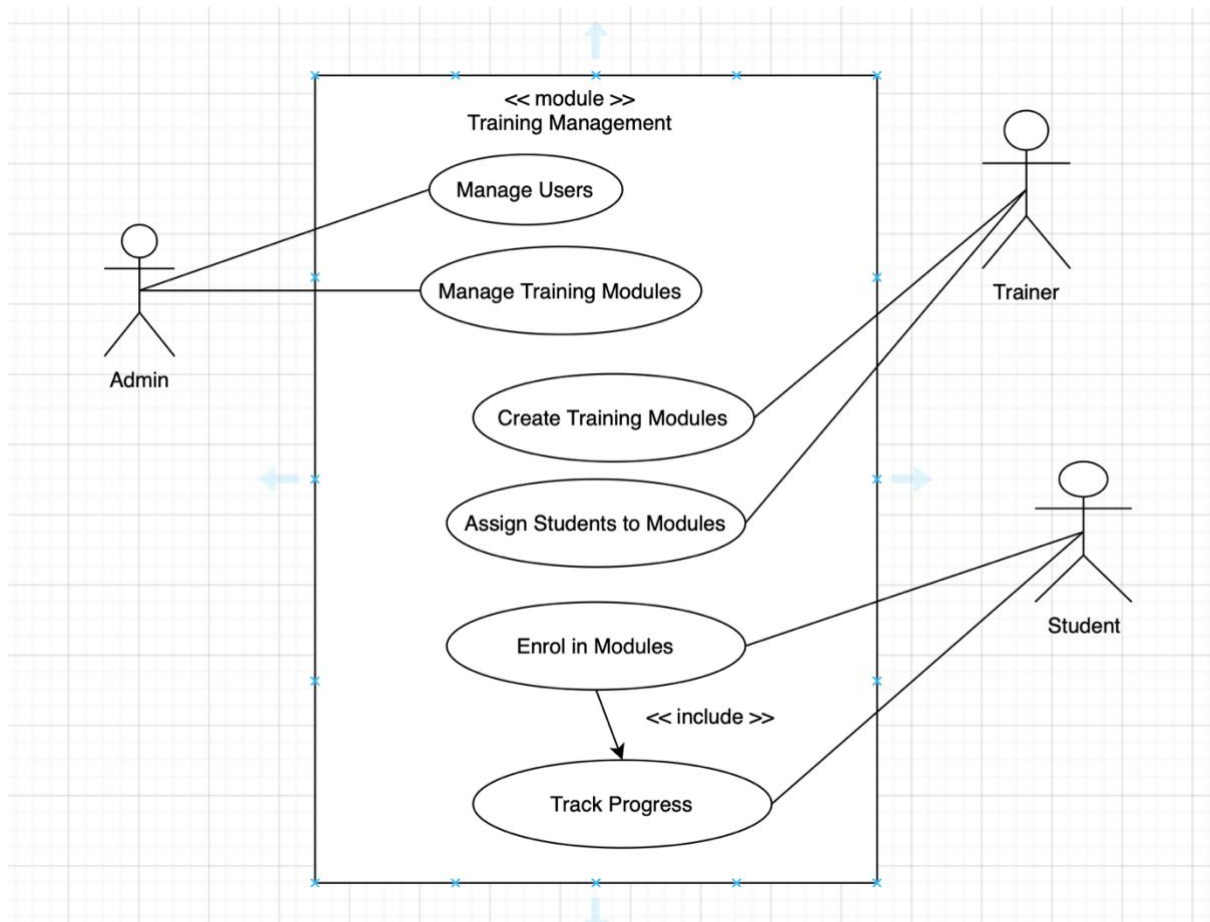 << module >>
Training Management
Manage Users
Manage Training Modules
Trainer
Admin
Create Training Modules
Assign Students to Modules
Student
Enrol in Modules
<< include >>
Track Progress